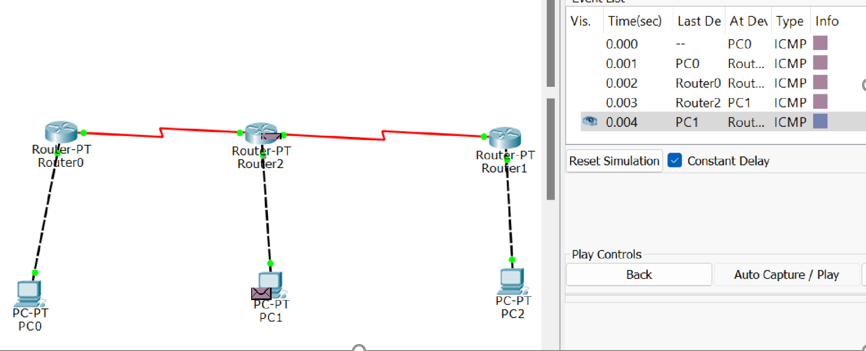 Event List
Vis. Time(sec) Last De At Dev Type Info
0.000 -- PC0 ICMP
0.001 PC0 Rout... ICMP
0.002 Router0 Rout... ICMP
0.003 Router2 PC1 ICMP
0.004 PC1 Rout... ICMP
Reset Simulation Constant Delay
Play Controls
Back Auto Capture / Play
Router-PT
Router0
Router-PT
Router2
Router-PT
Router1
PC-PT
PC0
PC-PT
PC1
PC-PT
PC2